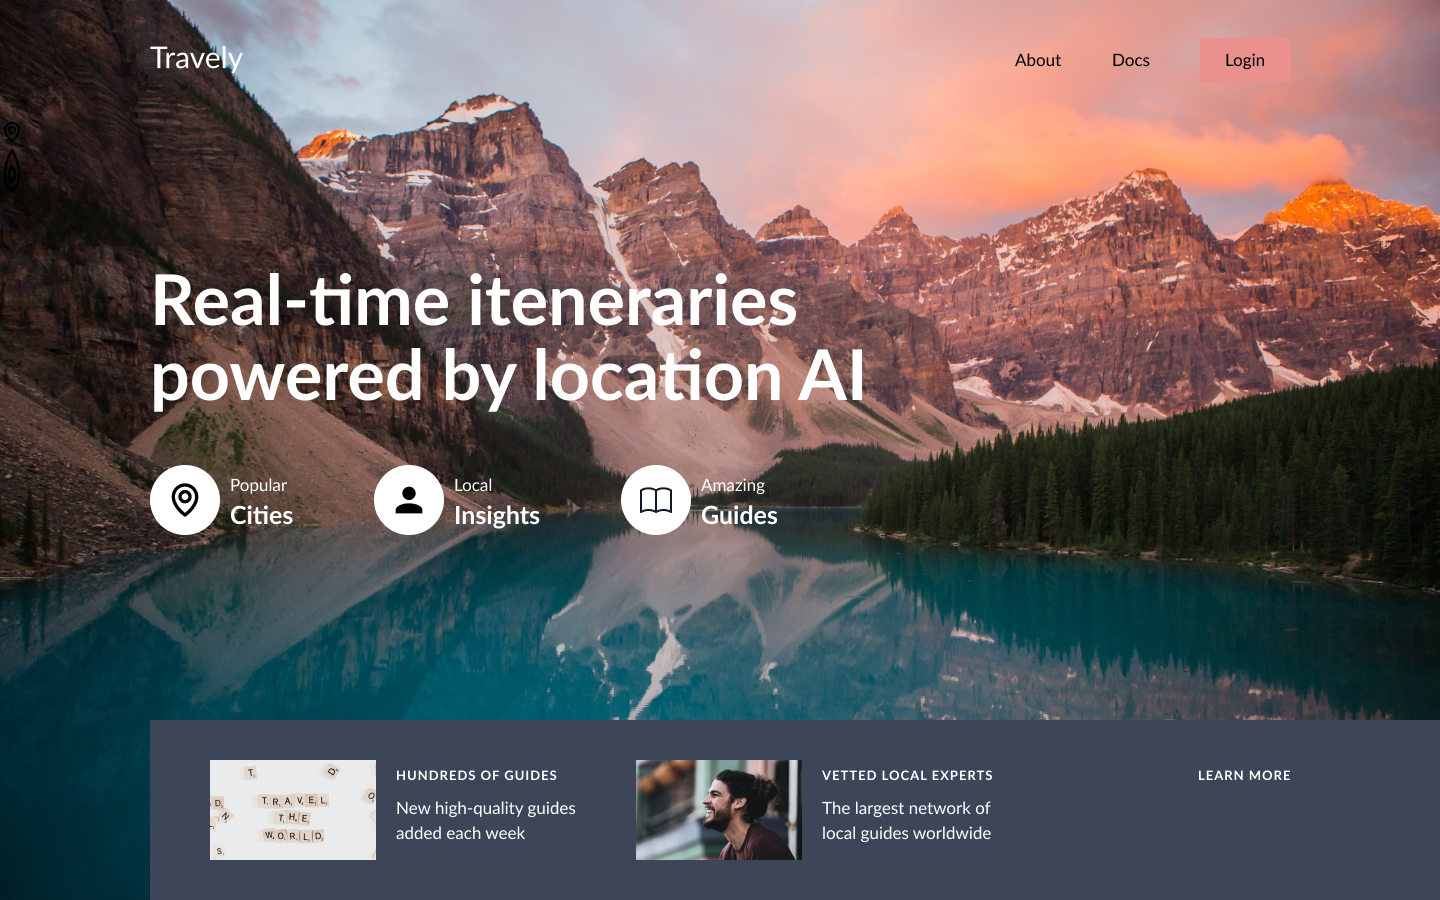 Travely
About Docs Login
Real-time iteneraries
powered by location AI
Popular
Cities
Local
Insights
Amazing
Guides
T,R,A,V,E,L,
T,H,E,
W,O,R,L,D,
S,
HUNDREDS OF GUIDES
New high-quality guides
added each week
VETTED LOCAL EXPERTS
The largest network of
local guides worldwide
LEARN MORE